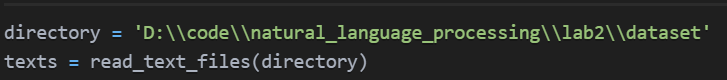 directory = 'D:\\code\\natural_language_processing\\lab2\\dataset'
texts = read_text_files(directory)